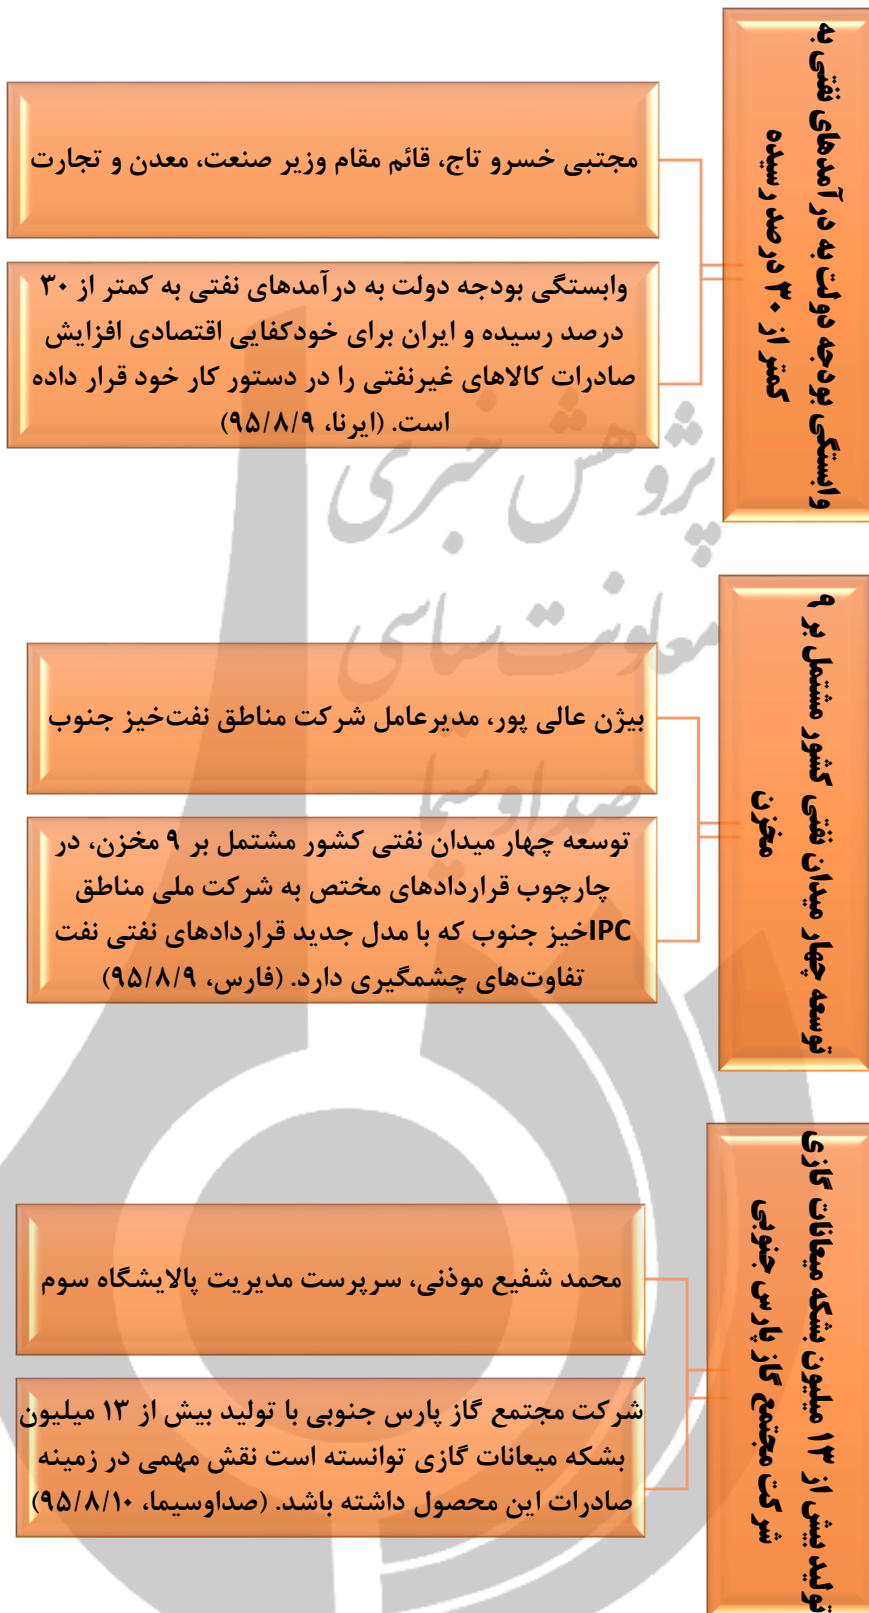 وابستگی بودجه دولت به درآمدهای نفتی به
کمتر از ۳۰ درصد رسیده
مجتبی خسرو تاج، قائم مقام وزیر صنعت، معدن و تجارت
وابستگی بودجه دولت به درآمدهای نفتی به کمتر از ۳۰
درصد رسیده و ایران برای خودکفایی اقتصادی افزایش
صادرات کالاهای غیرنفتی را در دستور کار خود قرار داده
است. (ایرنا، ۹۵/۸/۹)
پژوهش خبری
معاونت سیاسی
صدا و سیما
توسعه چهار میدان نفتی کشور مشتمل بر ۹
مخزن
بیژن عالی پور، مدیرعامل شرکت مناطق نفت‌خیز جنوب
توسعه چهار میدان نفتی کشور مشتمل بر ۹ مخزن، در
چارچوب قراردادهای مختص به شرکت ملی مناطق
IPCخیز جنوب که با مدل جدید قراردادهای نفتی نفت
تفاوت‌های چشمگیری دارد. (فارس، ۹۵/۸/۹)
تولید بیش از ۱۳ میلیون بشکه میعانات گازی
شرکت مجتمع گاز پارس جنوبی
محمد شفیع موذنی، سرپرست مدیریت پالایشگاه سوم
شرکت مجتمع گاز پارس جنوبی با تولید بیش از ۱۳ میلیون
بشکه میعانات گازی توانسته است نقش مهمی در زمینه
صادرات این محصول داشته باشد. (صداوسیما، ۹۵/۸/۱۰)